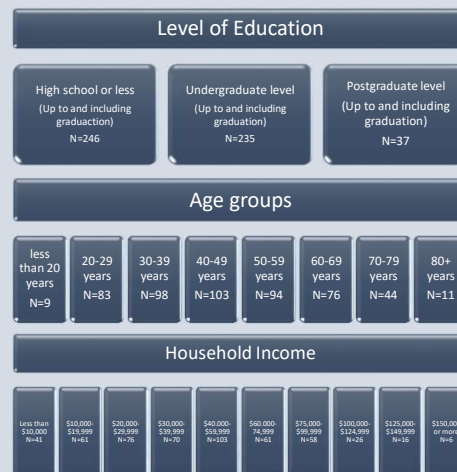 Level of Education
High school or less
(Up to and including
graduaction)
N=246
Undergraduate level
(Up to and including
graduation)
N=235
Postgraduate level
(Up to and including
graduation)
N=37
Age groups
less
than 20
years
N=9
20-29
years
N=83
30-39
years
N=98
40-49
years
N=103
50-59
years
N=94
60-69
years
N=76
70-79
years
N=44
80+
years
N=11
Household Income
Less than
$10,000
N=41
$10,000-
$19,999
N=61
$20,000-
$29,999
N=76
$30,000-
$39,999
N=70
$40.000-
$59,999
N=103
$60.000-
74,999
N=61
$75,000-
$99,999
N=58
$100,000-
$124,999
N=26
$125,000-
$149,999
N=16
$150,00
or more
N=6